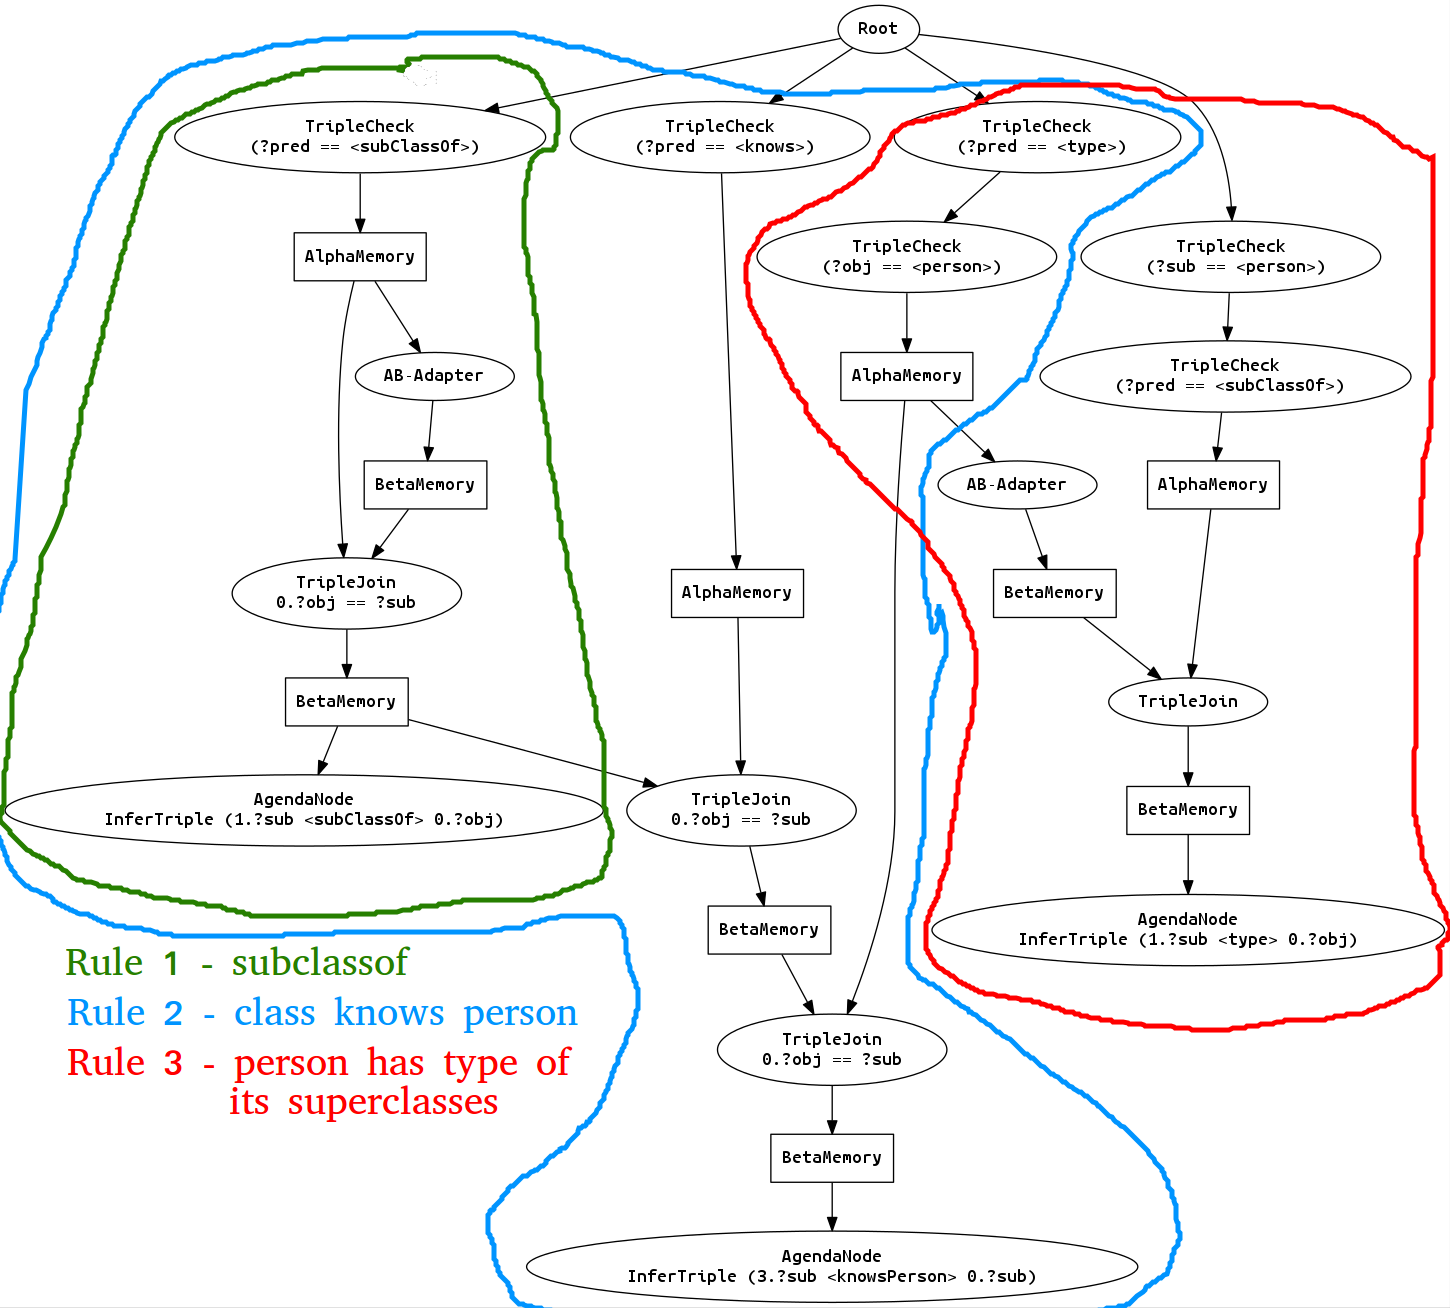 Root
TripleCheck
(?pred == <subClassOf>)
TripleCheck
(?pred == <knows>)
TripleCheck
(?pred == <type>)
AlphaMemory
TripleCheck
(?obj == <person>)
TripleCheck
(?sub == <person>)
AB-Adapter
AlphaMemory
TripleCheck
(?pred == <subClassOf>)
BetaMemory
AB-Adapter
AlphaMemory
TripleJoin
0.?obj == ?sub
AlphaMemory
BetaMemory
BetaMemory
TripleJoin
AgendaNode
InferTriple (1.?sub <subClassOf> 0.?obj)
TripleJoin
0.?obj == ?sub
BetaMemory
BetaMemory
AgendaNode
InferTriple (1.?sub <type> 0.?obj)
Rule 1 - subclassof
Rule 2 - class knows person
Rule 3 - person has type of
its superclasses
TripleJoin
0.?obj == ?sub
BetaMemory
AgendaNode
InferTriple (3.?sub <knowsPerson> 0.?sub)